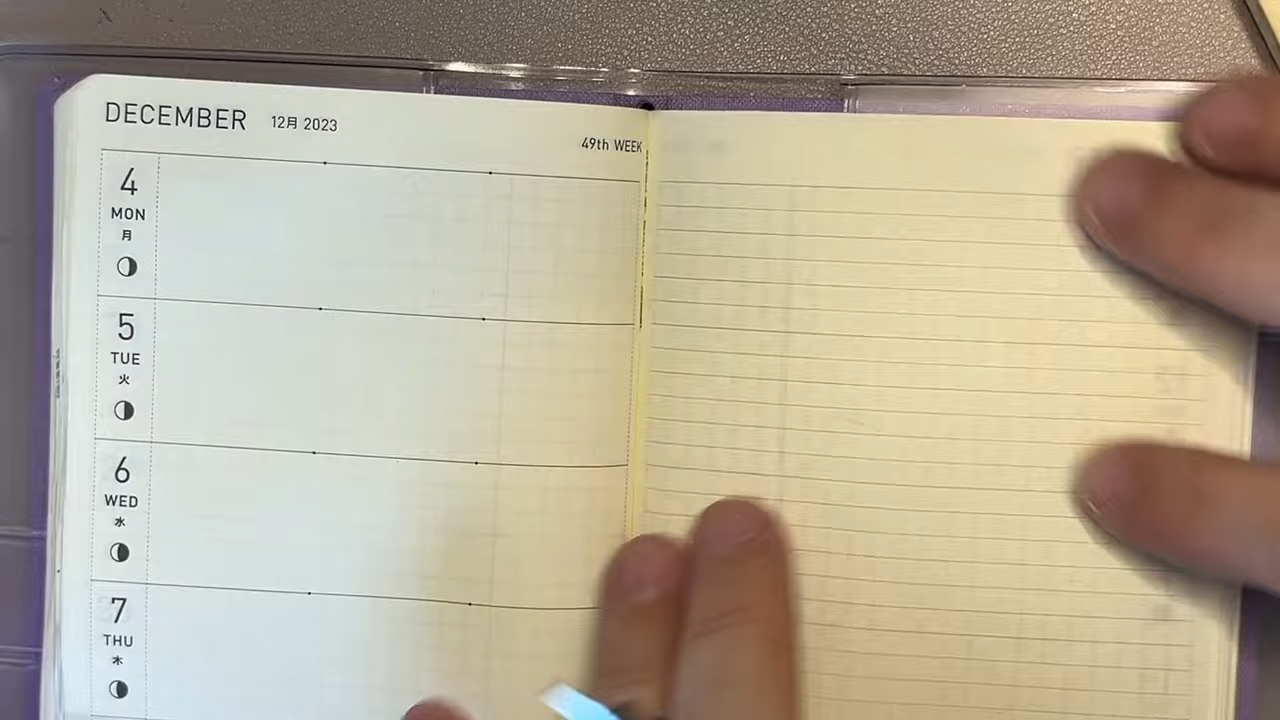 DECEMBER 12月 2023
49th WEEK
4
MON
月
5
TUE
火
6
WED
水
7
THU
木